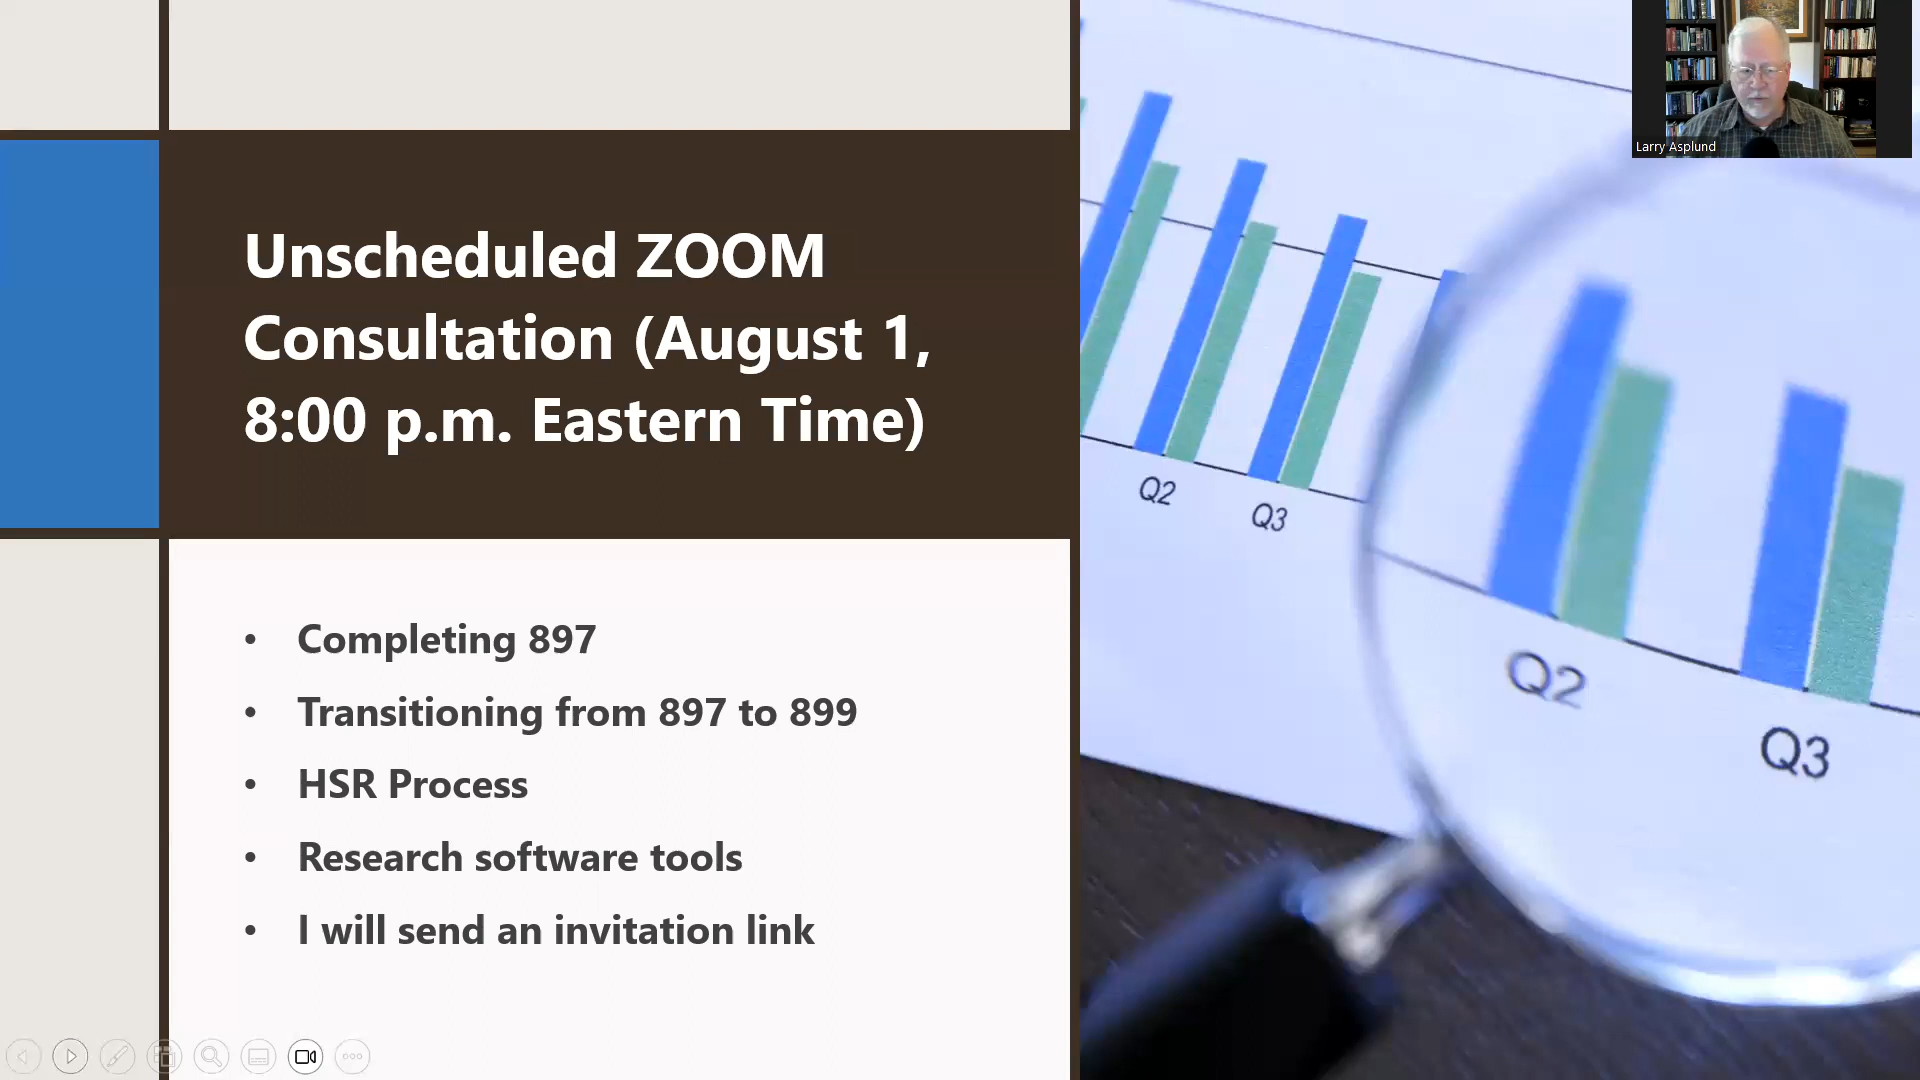 Unscheduled ZOOM
Consultation (August 1,
8:00 p.m. Eastern Time)
• Completing 897
• Transitioning from 897 to 899
• HSR Process
• Research software tools
• I will send an invitation link
Q2
Q3
Q2
Q3
Larry Asplund